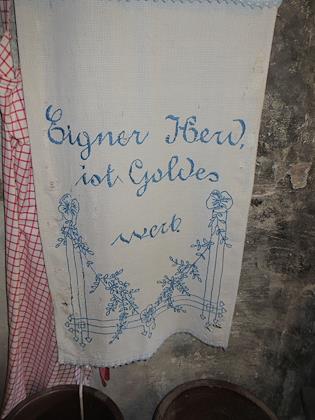 Eigner Herd,
ist Goldes
wert